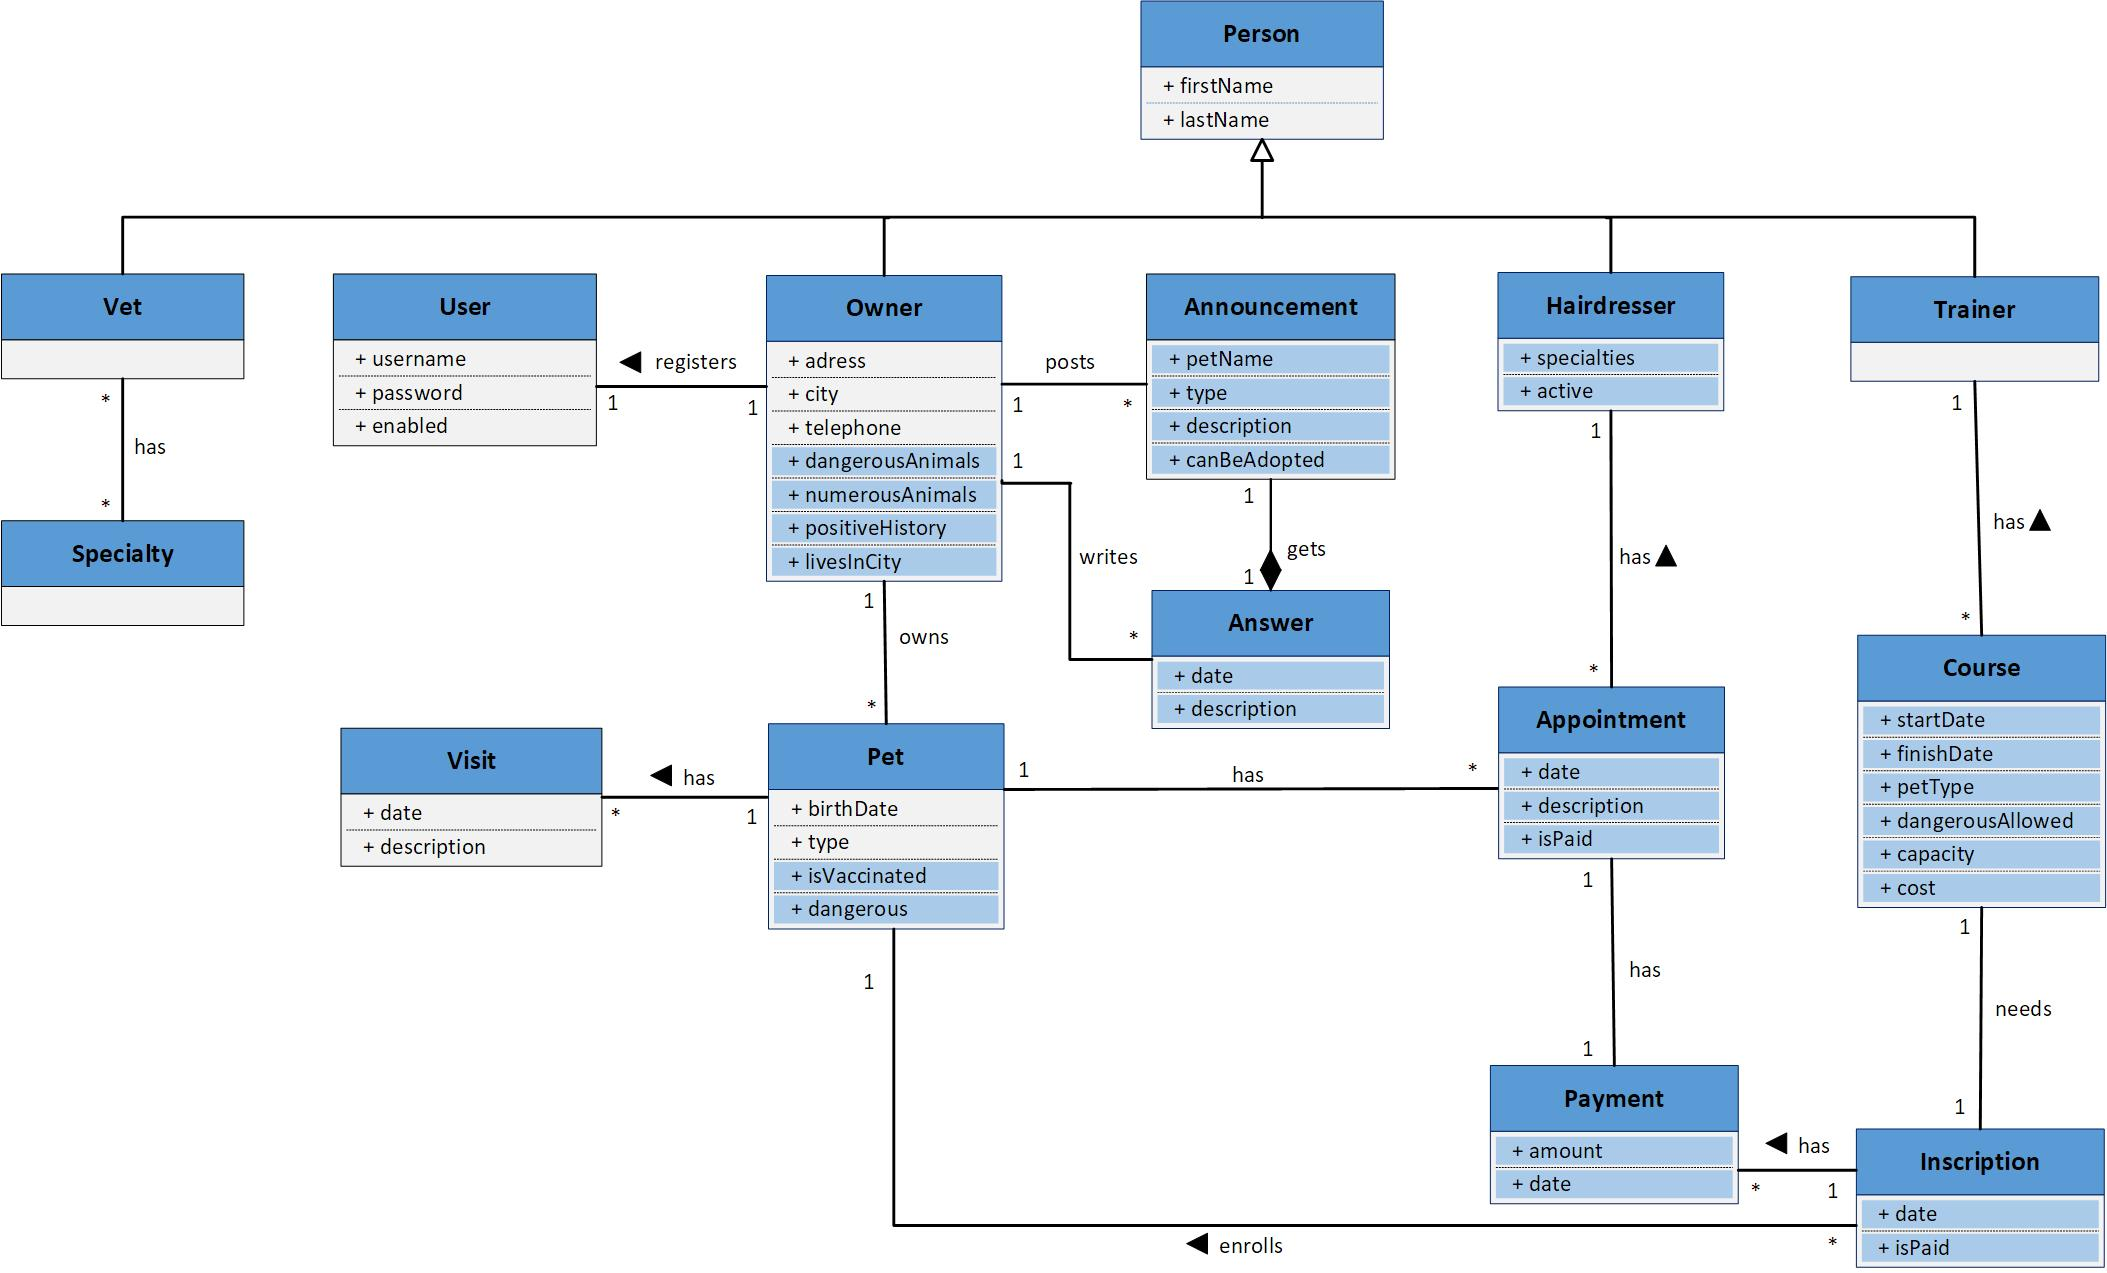 Person
+ firstName
+ lastName
Vet
* has *
Specialty
User
+ username
+ password
+ enabled
◀ registers
1 1
Owner
+ adress
+ city
+ telephone
+ dangerousAnimals
+ numerousAnimals
+ positiveHistory
+ livesInCity
posts
1 *
1 writes *
Announcement
+ petName
+ type
+ description
+ canBeAdopted
1 gets 1
Answer
+ date
+ description
Hairdresser
+ specialties
+ active
1
has ▲
*
Trainer
1
has ▲
*
1
owns
*
Visit
+ date
+ description
◀ has
* 1
Pet
+ birthDate
+ type
+ isVaccinated
+ dangerous
1 has *
Appointment
+ date
+ description
+ isPaid
Course
+ startDate
+ finishDate
+ petType
+ dangerousAllowed
+ capacity
+ cost
1
has
1
1
needs
1
Payment
+ amount
+ date
◀ has
* 1
Inscription
+ date
+ isPaid
1
◀ enrolls
*